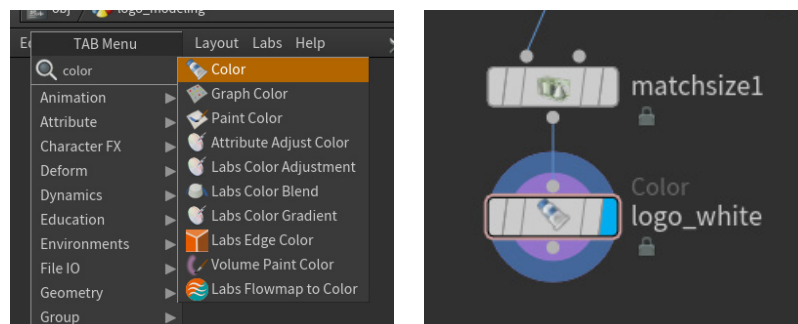 obj logo_modeling
TAB Menu
Layout Labs Help
color
Animation
Attribute
Character FX
Deform
Dynamics
Education
Environments
File IO
Geometry
Group
Color
Graph Color
Paint Color
Attribute Adjust Color
Labs Color Adjustment
Labs Color Blend
Labs Color Gradient
Labs Edge Color
Volume Paint Color
Labs Flowmap to Color
matchsize1
Color
logo_white